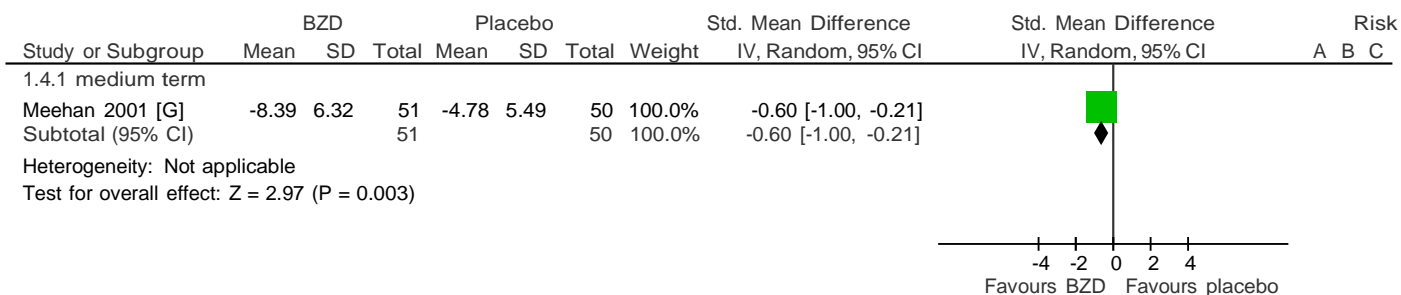 BZD Placebo Std. Mean Difference Std. Mean Difference Risk
Study or Subgroup Mean SD Total Mean SD Total Weight IV, Random, 95% CI IV, Random, 95% CI A B C
1.4.1 medium term
Meehan 2001 [G] -8.39 6.32 51 -4.78 5.49 50 100.0% -0.60 [-1.00, -0.21]
Subtotal (95% CI) 51 50 100.0% -0.60 [-1.00, -0.21]
Heterogeneity: Not applicable
Test for overall effect: Z = 2.97 (P = 0.003)
-4 -2 0 2 4
Favours BZD Favours placebo